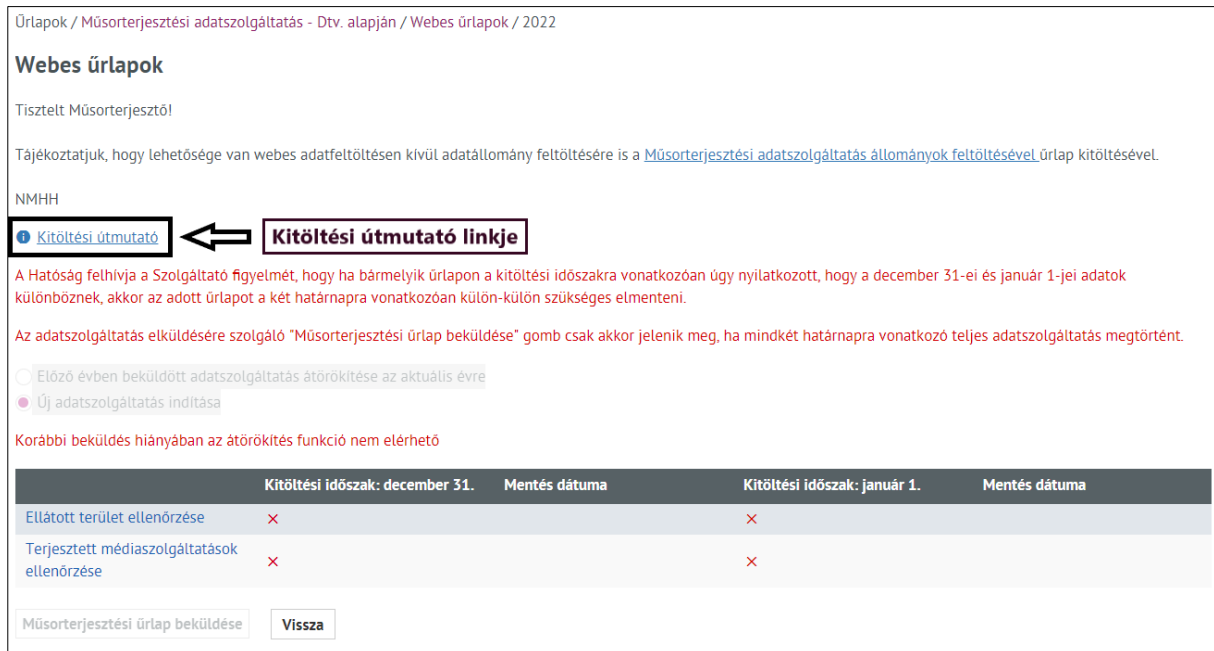 Űrlapok / Műsorterjesztési adatszolgáltatás - Dtv. alapján / Webes űrlapok / 2022
Webes űrlapok
Tisztelt Műsorterjesztő!
Tájékoztatjuk, hogy lehetősége van webes adatfeltöltésen kívül adatállomány feltöltésére is a Műsorterjesztési adatszolgáltatás állományok feltöltésével űrlap kitöltésével.
NMHH
Kitöltési útmutató
Kitöltési útmutató linkje
A Hatóság felhívja a Szolgáltató figyelmét, hogy ha bármelyik űrlapon a kitöltési időszakra vonatkozóan úgy nyilatkozott, hogy a december 31-ei és január 1-jei adatok
különböznek, akkor az adott űrlapot a két határnapra vonatkozóan külön-külön szükséges elmenteni.
Az adatszolgáltatás elküldésére szolgáló "Műsorterjesztési űrlap beküldése" gomb csak akkor jelenik meg, ha mindkét határnapra vonatkozó teljes adatszolgáltatás megtörtént.
Előző évben beküldött adatszolgáltatás átörökítése az aktuális évre
Új adatszolgáltatás indítása
Korábbi beküldés hiányában az átörökítés funkció nem elérhető
Kitöltési időszak: december 31. Mentés dátuma Kitöltési időszak: január 1. Mentés dátuma
Ellátott terület ellenőrzése
Terjesztett médiaszolgáltatások
ellenőrzése
Műsorterjesztési űrlap beküldése Vissza